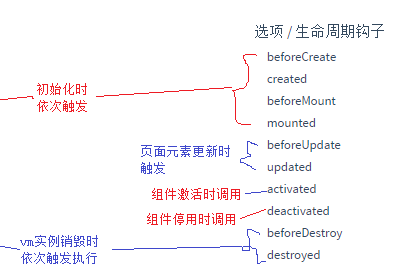 选项 / 生命周期钩子
beforeCreate
created
beforeMount
mounted
初始化时
依次触发
beforeUpdate
updated
页面元素更新时
触发
activated
组件激活时调用
deactivated
组件停用时调用
beforeDestroy
destroyed
vm实例销毁时
依次触发执行